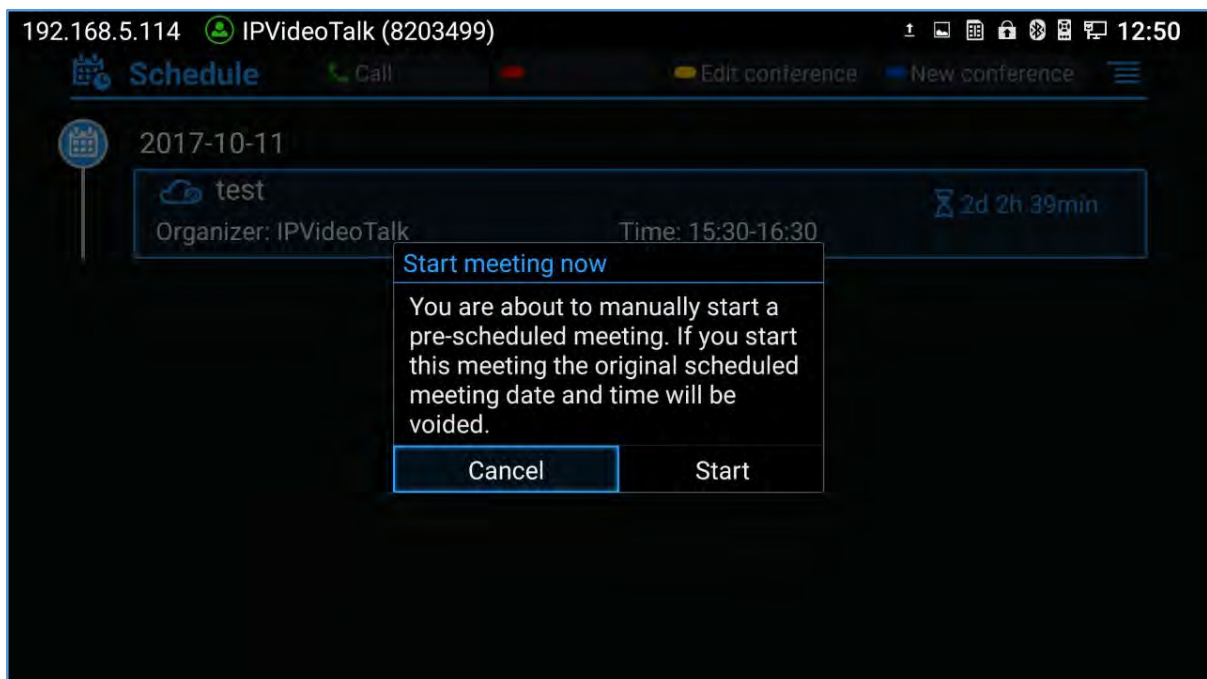 192.168.5.114 IPVideoTalk (8203499) 12:50
Schedule Call Edit conference New conference
2017-10-11
test 2d 2h 39min
Organizer: IPVideoTalk Time: 15:30-16:30
Start meeting now
You are about to manually start a
pre-scheduled meeting. If you start
this meeting the original scheduled
meeting date and time will be
voided.
Cancel Start